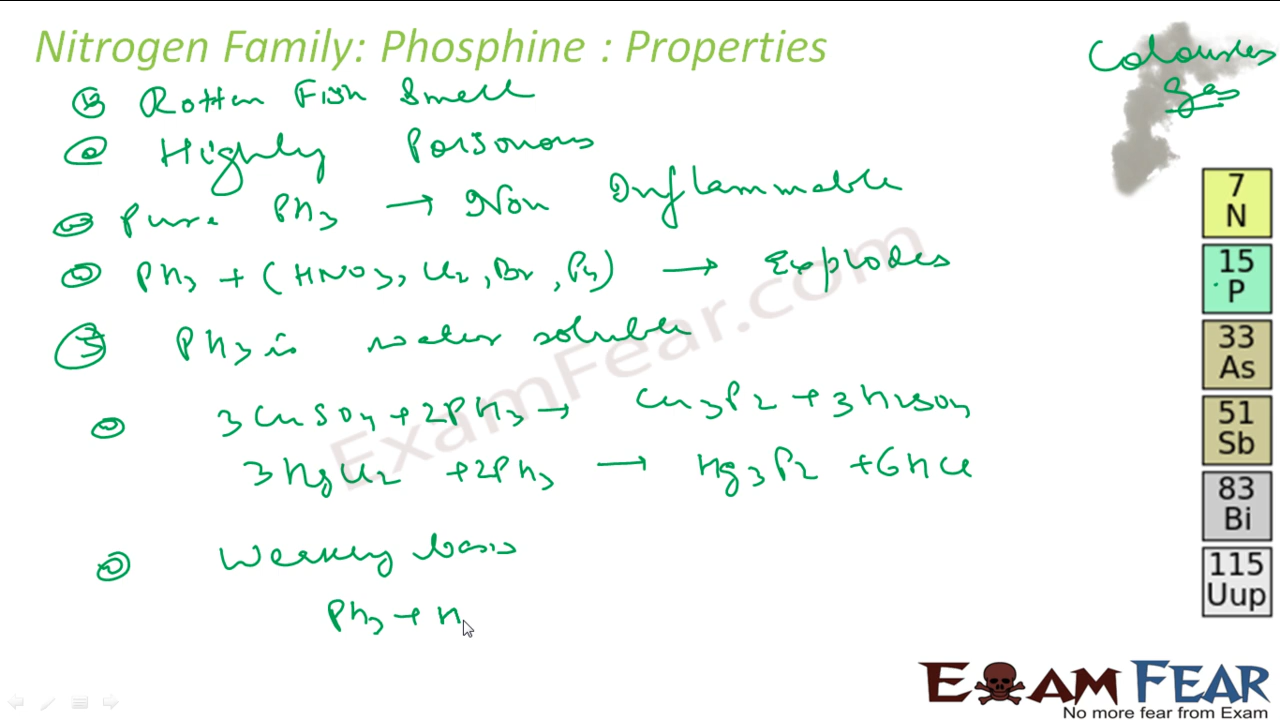 Nitrogen Family: Phosphine : Properties
Colourless gas
Rotten Fish Smell
Highly Poisonous
Pure PH3 → Non Inflammable
PH3 + (HNO3, Cl2, Br, P4) → Explodes
PH3 is water soluble
3CuSO4 + 2PH3 → Cu3P2 + 3H2SO4
3HgCl2 + 2PH3 → Hg3P2 + 6HCl
Weakly basic
PH3 + H
7
N
15
P
33
As
51
Sb
83
Bi
115
Uup
ExamFear.com
EXAM FEAR
No more fear from Exam